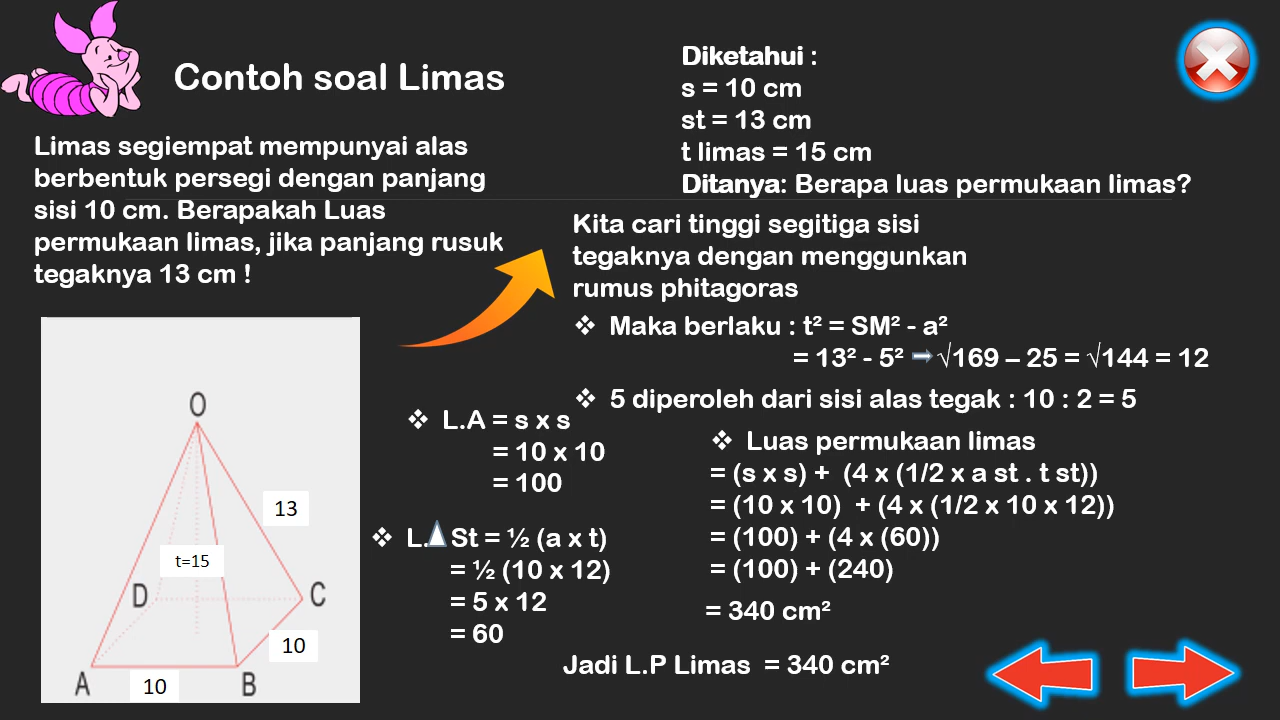 Contoh soal Limas
Limas segiempat mempunyai alas
berbentuk persegi dengan panjang
sisi 10 cm. Berapakah Luas
permukaan limas, jika panjang rusuk
tegaknya 13 cm !
O
13
t=15
D
C
10
A
10
B
Diketahui :
s = 10 cm
st = 13 cm
t limas = 15 cm
Ditanya: Berapa luas permukaan limas?
Kita cari tinggi segitiga sisi
tegaknya dengan menggunkan
rumus phitagoras
❖ Maka berlaku : t² = SM² - a²
= 13² - 5² ➡ √169 – 25 = √144 = 12
❖ 5 diperoleh dari sisi alas tegak : 10 : 2 = 5
❖ L.A = s x s
= 10 x 10
= 100
❖ L.△ St = ½ (a x t)
= ½ (10 x 12)
= 5 x 12
= 60
❖ Luas permukaan limas
= (s x s) + (4 x (1/2 x a st . t st))
= (10 x 10) + (4 x (1/2 x 10 x 12))
= (100) + (4 x (60))
= (100) + (240)
= 340 cm²
Jadi L.P Limas = 340 cm²